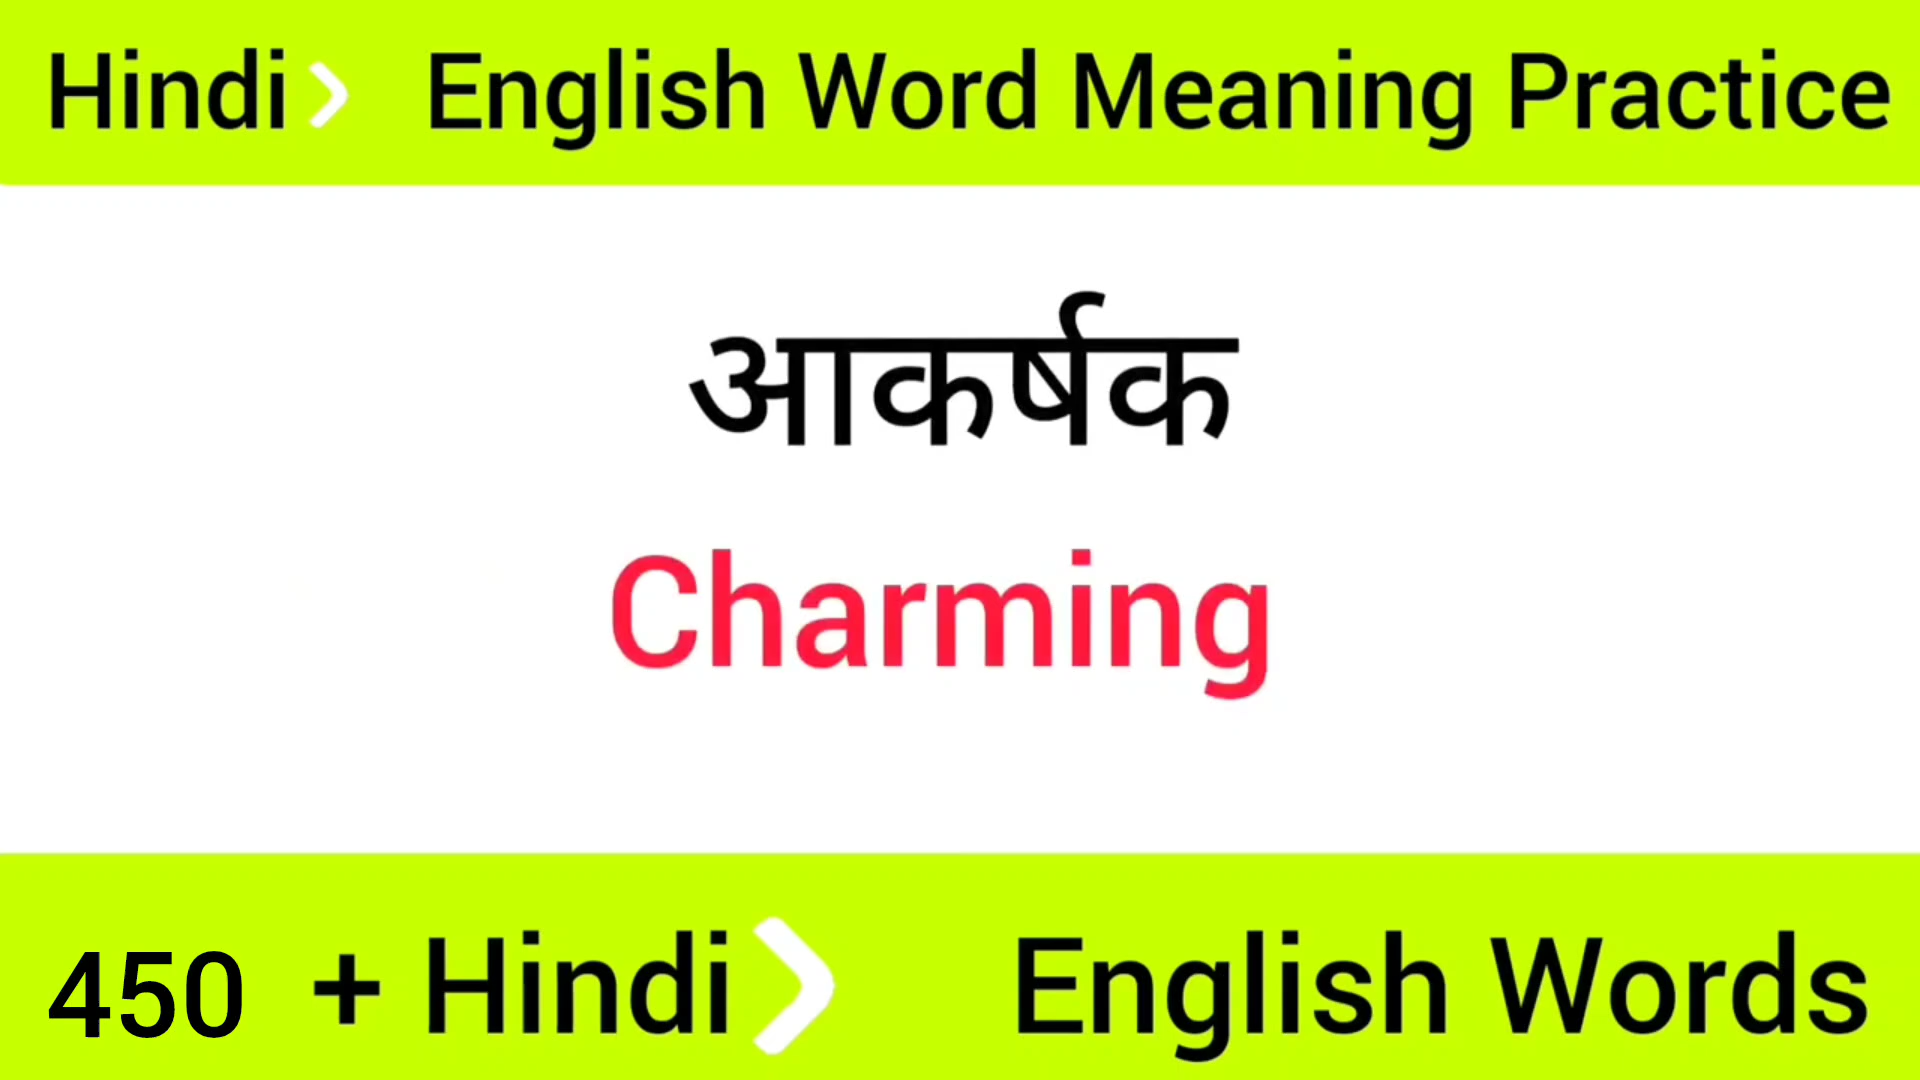 Hindi> English Word Meaning Practice
आकर्षक
Charming
450 + Hindi> English Words